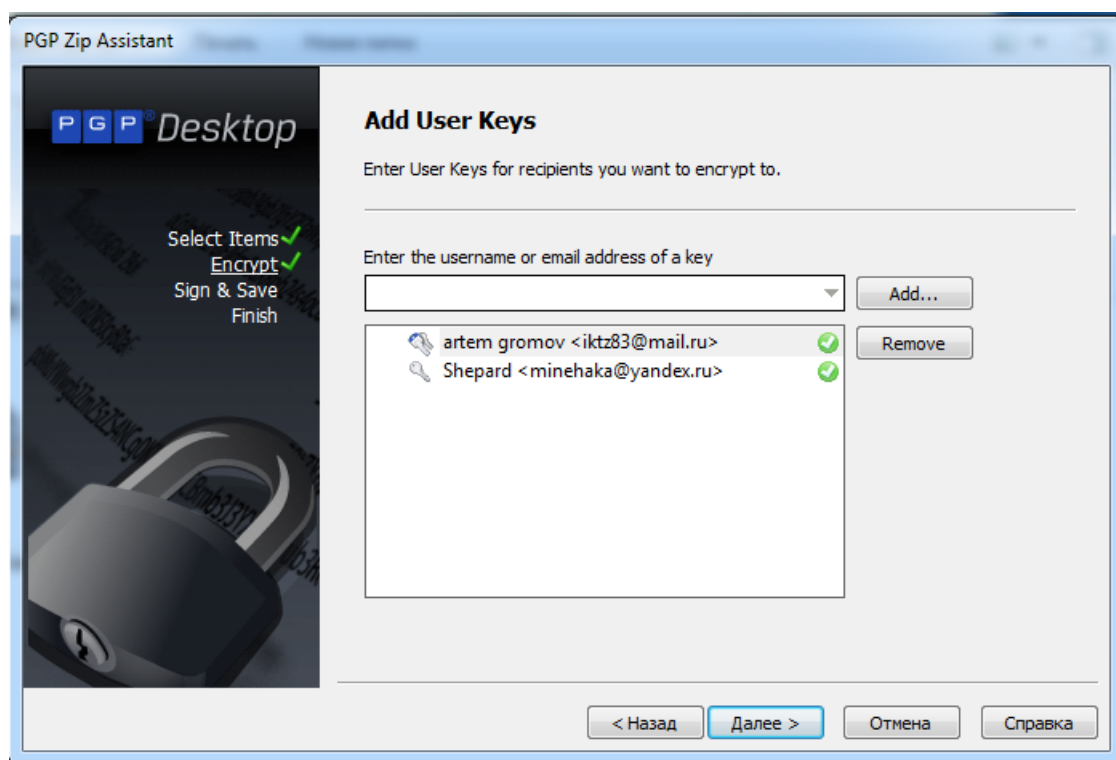 PGP Zip Assistant
PGP® Desktop
Select Items
Encrypt
Sign & Save
Finish
Add User Keys
Enter User Keys for recipients you want to encrypt to.
Enter the username or email address of a key
Add...
artem gromov <iktz83@mail.ru>
Remove
Shepard <minehaka@yandex.ru>
< Назад
Далее >
Отмена
Справка